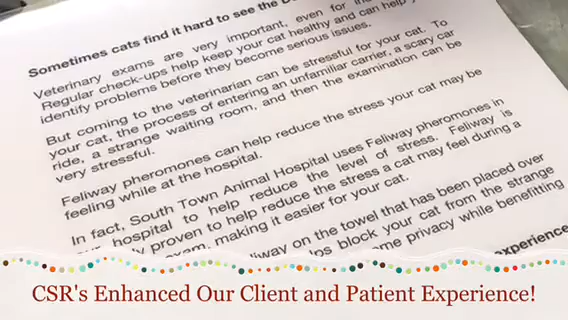 Sometimes cats find it hard to see the
Veterinary exams are very important, even for
Regular check-ups help keep your cat healthy and can help
identify problems before they become serious issues.
But coming to the veterinarian can be stressful for your cat. To
your cat, the process of entering an unfamiliar carrier, a scary car
ride, a strange waiting room, and then the examination can be
very stressful.
Feliway pheromones can help reduce the stress your cat may be
feeling while at the hospital.
In fact, South Town Animal Hospital uses Feliway pheromones in
hospital to help reduce the level of stress. Feliway is
proven to help reduce the stress a cat may feel during a
exam, making it easier for your cat.
on the towel that has been placed over
block your cat from the strange
privacy while benefitting
experience
CSR's Enhanced Our Client and Patient Experience!